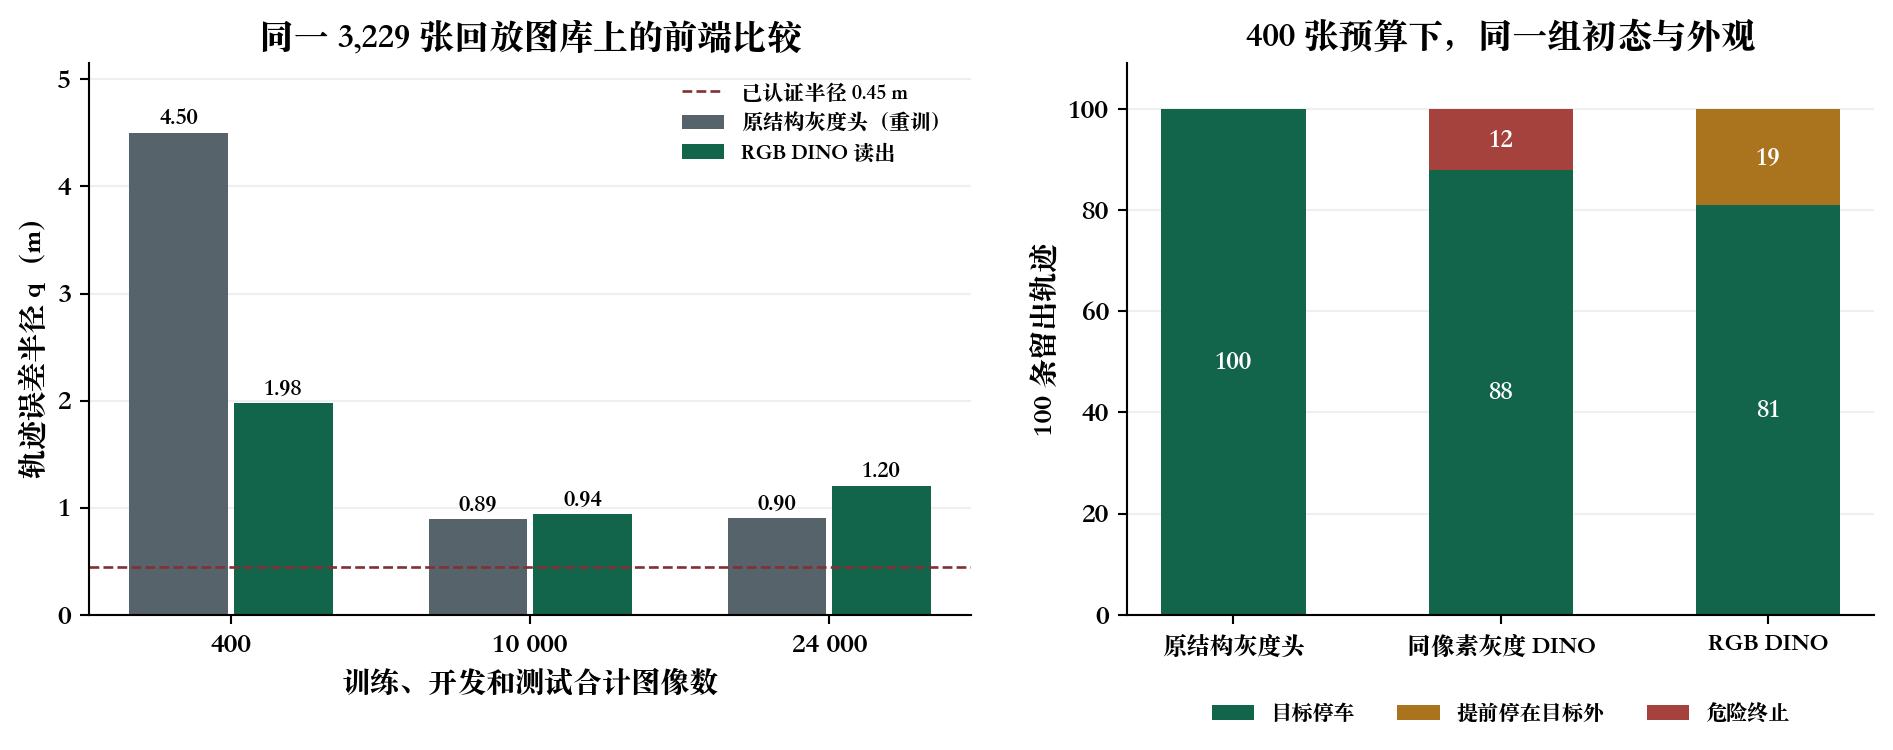 同一 3,229 张回放图库上的前端比较
轨迹误差半径 q（m）
5
4
3
2
1
0
4.50
1.98
0.89
0.94
0.90
1.20
已认证半径 0.45 m
原结构灰度头（重训）
RGB DINO 读出
400
10 000
24 000
训练、开发和测试合计图像数
400 张预算下，同一组初态与外观
100 条留出轨迹
100
80
60
40
20
0
100
12
88
19
81
原结构灰度头
同像素灰度 DINO
RGB DINO
目标停车
提前停在目标外
危险终止